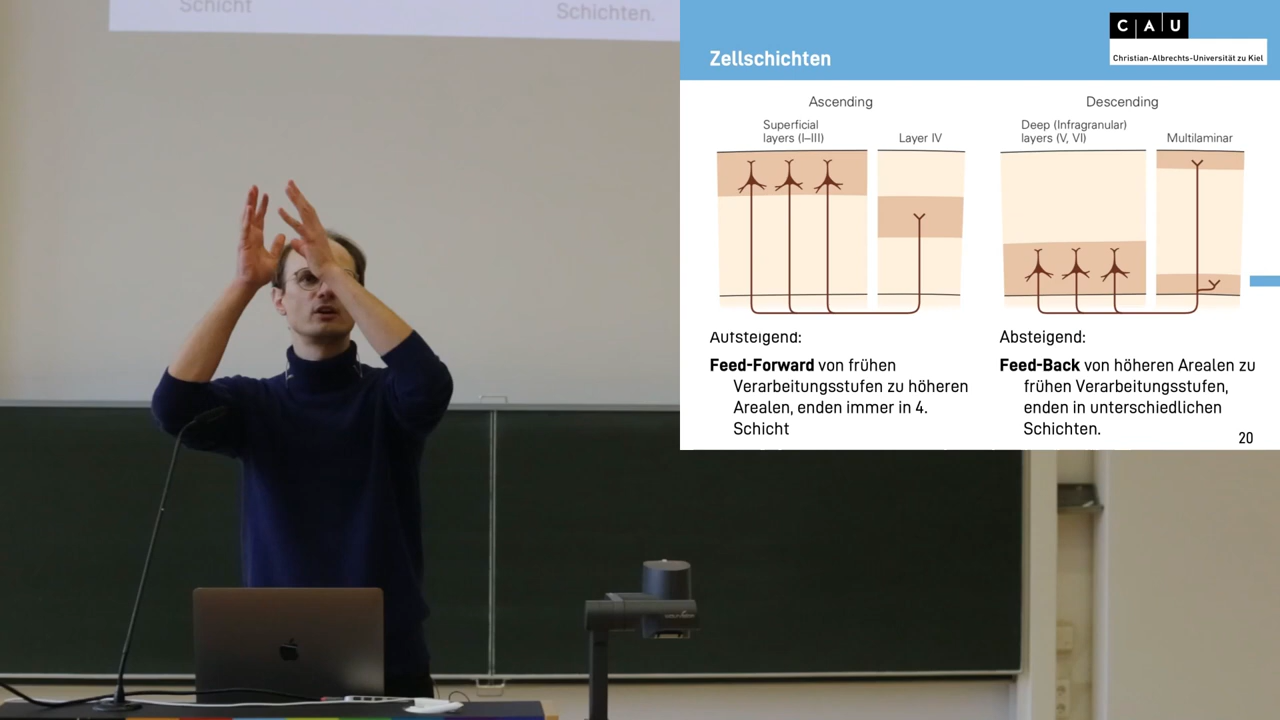 Schicht
Schichten.
Zellschichten
C A U
Christian-Albrechts-Universität zu Kiel
Ascending
Superficial
layers (I–III)
Layer IV
Descending
Deep (Infragranular)
layers (V, VI)
Multilaminar
Aufsteigend:
Feed-Forward von frühen
Verarbeitungsstufen zu höheren
Arealen, enden immer in 4.
Schicht
Absteigend:
Feed-Back von höheren Arealen zu
frühen Verarbeitungsstufen,
enden in unterschiedlichen
Schichten.
20